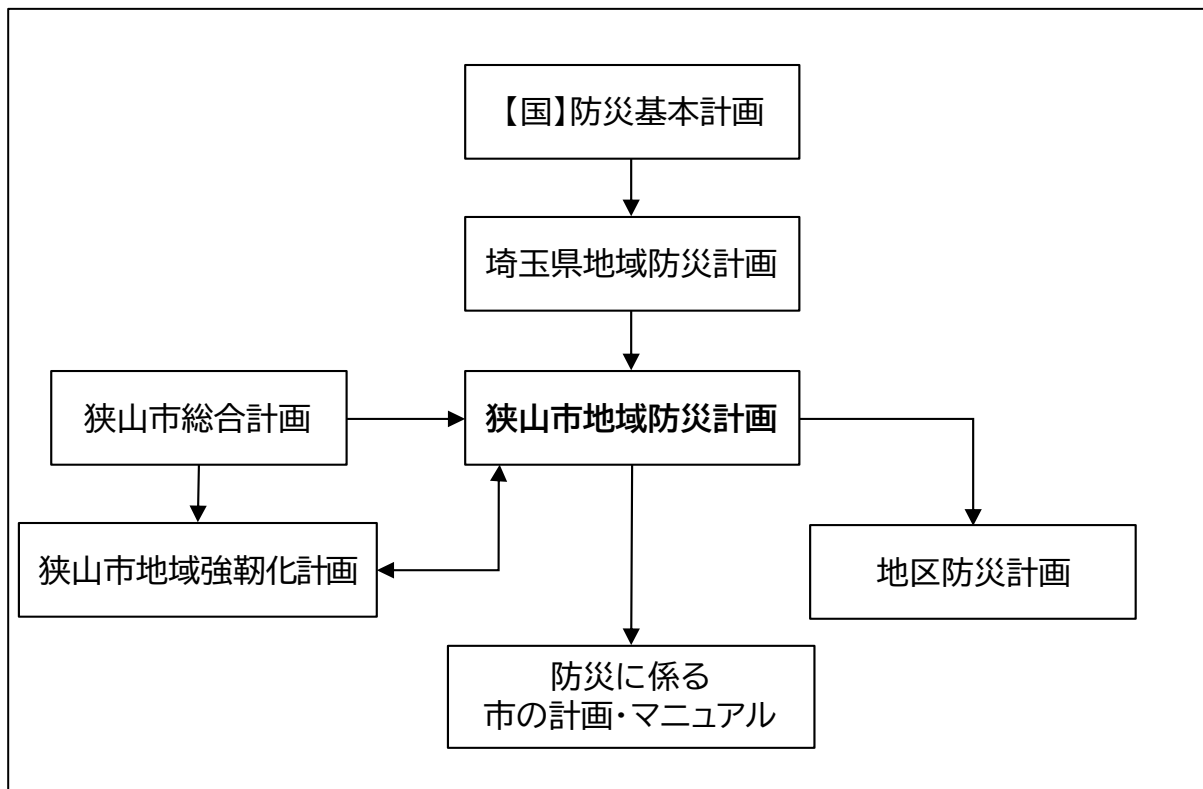 【国】防災基本計画
埼玉県地域防災計画
狭山市総合計画
狭山市地域防災計画
狭山市地域強靭化計画
地区防災計画
防災に係る
市の計画・マニュアル